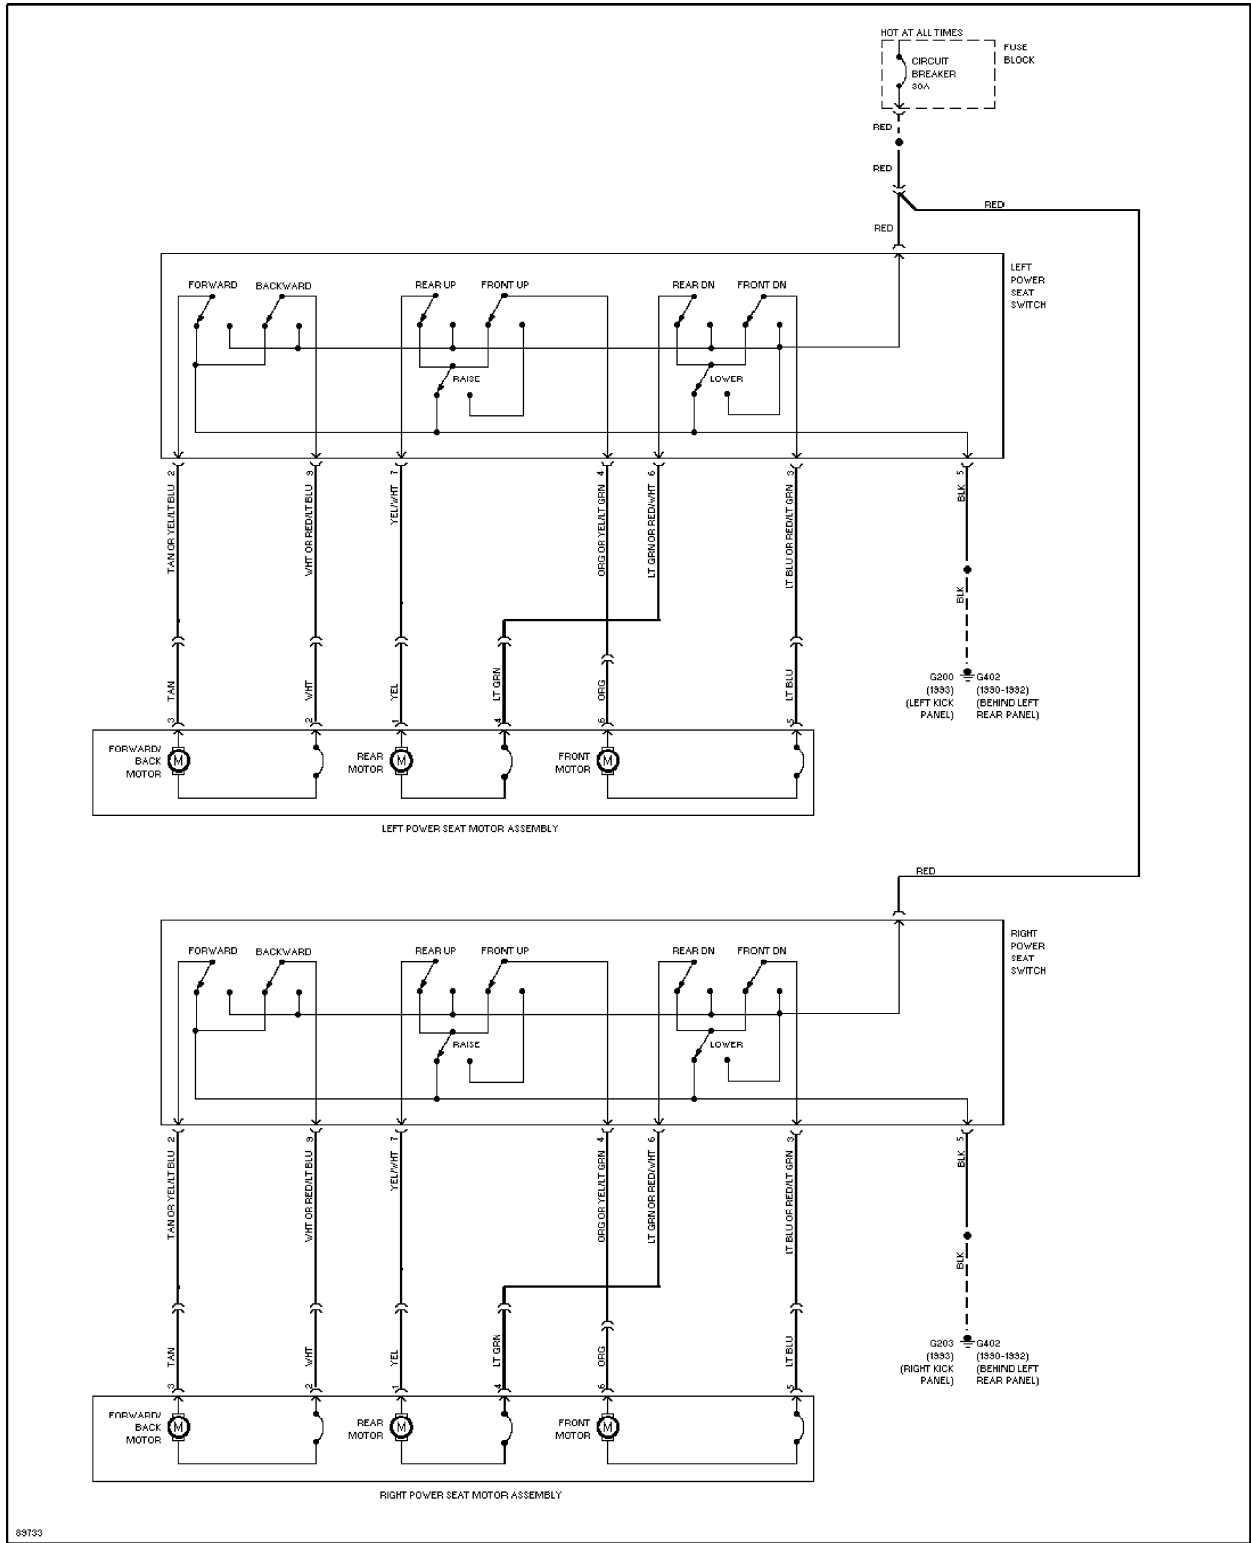 HOT AT ALL TIMES
FUSE
BLOCK
CIRCUIT
BREAKER
30A
RED
RED
RED
RED
LEFT
POWER
SEAT
SWITCH
FORWARD
BACKWARD
REAR UP
FRONT UP
REAR DN
FRONT DN
RAISE
LOWER
2
9
7
4
6
3
5
TAN OR YEL/LT BLU
WHT OR RED/LT BLU
YEL/WHT
ORG OR YEL/LT GRN
LT GRN OR RED/WHT
LT BLU OR RED/LT GRN
BLK
BLK
G200
(1993)
(LEFT KICK
PANEL)
G402
(1990-1992)
(BEHIND LEFT
REAR PANEL)
TAN
WHT
YEL
LT GRN
ORG
LT BLU
3
2
1
4
6
5
FORWARD/
BACK
MOTOR
M
REAR
MOTOR
M
FRONT
MOTOR
M
LEFT POWER SEAT MOTOR ASSEMBLY
RED
RIGHT
POWER
SEAT
SWITCH
FORWARD
BACKWARD
REAR UP
FRONT UP
REAR DN
FRONT DN
RAISE
LOWER
2
9
7
4
6
3
5
TAN OR YEL/LT BLU
WHT OR RED/LT BLU
YEL/WHT
ORG OR YEL/LT GRN
LT GRN OR RED/WHT
LT BLU OR RED/LT GRN
BLK
BLK
G203
(1993)
(RIGHT KICK
PANEL)
G402
(1990-1992)
(BEHIND LEFT
REAR PANEL)
TAN
WHT
YEL
LT GRN
ORG
LT BLU
3
2
1
4
6
5
FORWARD/
BACK
MOTOR
M
REAR
MOTOR
M
FRONT
MOTOR
M
RIGHT POWER SEAT MOTOR ASSEMBLY
89733